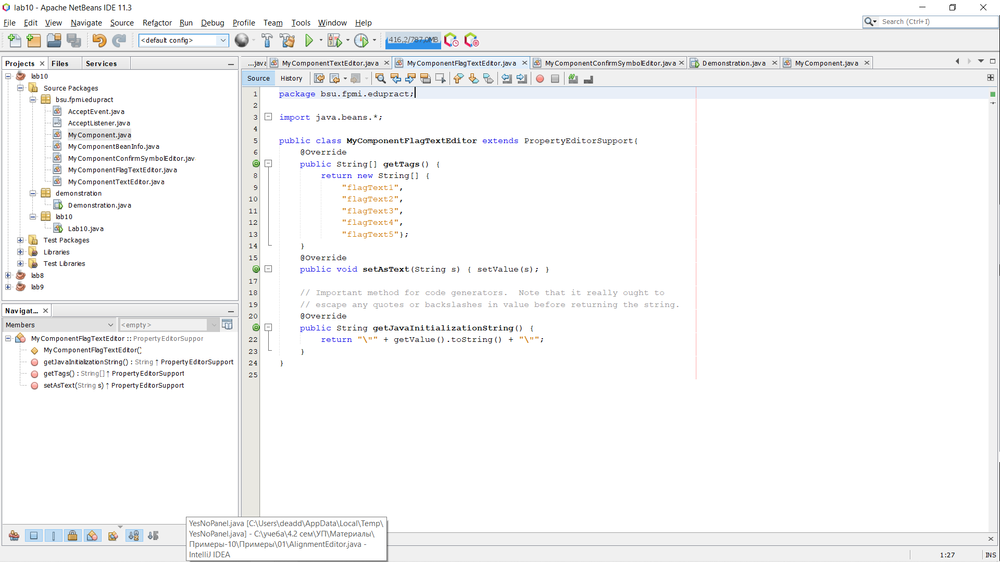 lab10 - Apache NetBeans IDE 11.3
File Edit View Navigate Source Refactor Run Debug Profile Team Tools Window Help
Search (Ctrl+I)
<default config>
416,2/787,0MB
Projects Files Services
lab10
Source Packages
bsu.fpmi.edupract
AcceptEvent.java
AcceptListener.java
MyComponent.java
MyComponentBeanInfo.java
MyComponentConfirmSymbolEditor.jav
MyComponentFlagTextEditor.java
MyComponentTextEditor.java
demonstration
Demonstration.java
lab10
Lab10.java
Test Packages
Libraries
Test Libraries
lab8
lab9
Navigat...
Members
<empty>
MyComponentFlagTextEditor :: PropertyEditorSuppor
MyComponentFlagTextEditor()
getJavaInitializationString() : String ↑ PropertyEditorSupport
getTags() : String[] ↑ PropertyEditorSupport
setAsText(String s) ↑ PropertyEditorSupport
...java MyComponentTextEditor.java MyComponentFlagTextEditor.java MyComponentConfirmSymbolEditor.java Demonstration.java MyComponent.java
Source History
1 package bsu.fpmi.edupract;
2
3 import java.beans.*;
4
5 public class MyComponentFlagTextEditor extends PropertyEditorSupport{
6 @Override
public String[] getTags() {
8 return new String[] {
9 "flagText1",
10 "flagText2",
11 "flagText3",
12 "flagText4",
13 "flagText5"};
14 }
15 @Override
public void setAsText(String s) { setValue(s); }
17
18 // Important method for code generators.  Note that it really ought to
19 // escape any quotes or backslashes in value before returning the string.
20 @Override
public String getJavaInitializationString() {
22 return "\"" + getValue().toString() + "\"";
23 }
24 }
25
YesNoPanel.java [C:\Users\deadd\AppData\Local\Temp\
YesNoPanel.java] - C:\учеба\4.2 сем\УП\Материалы\
Примеры-10\Примеры\01\AlignmentEditor.java -
IntelliJ IDEA
1:27 INS